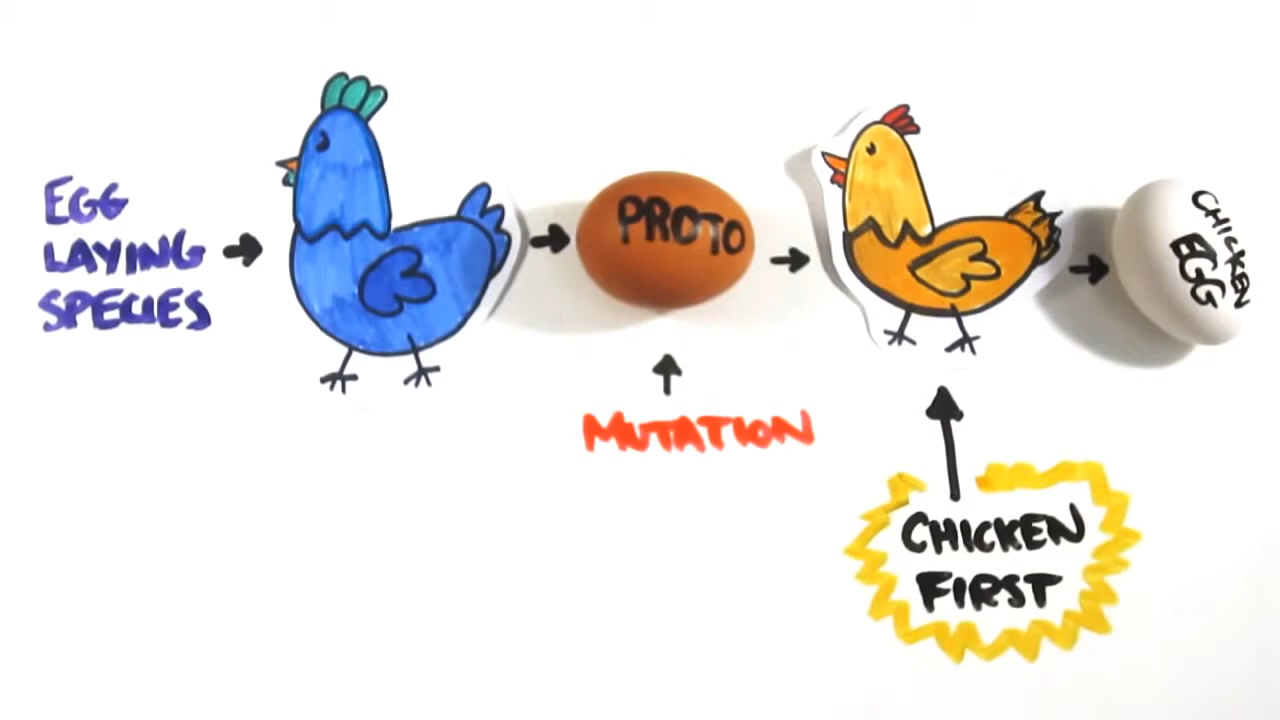 EGG
LAYING
SPECIES
PROTO
MUTATION
CHICKEN
EGG
CHICKEN
FIRST